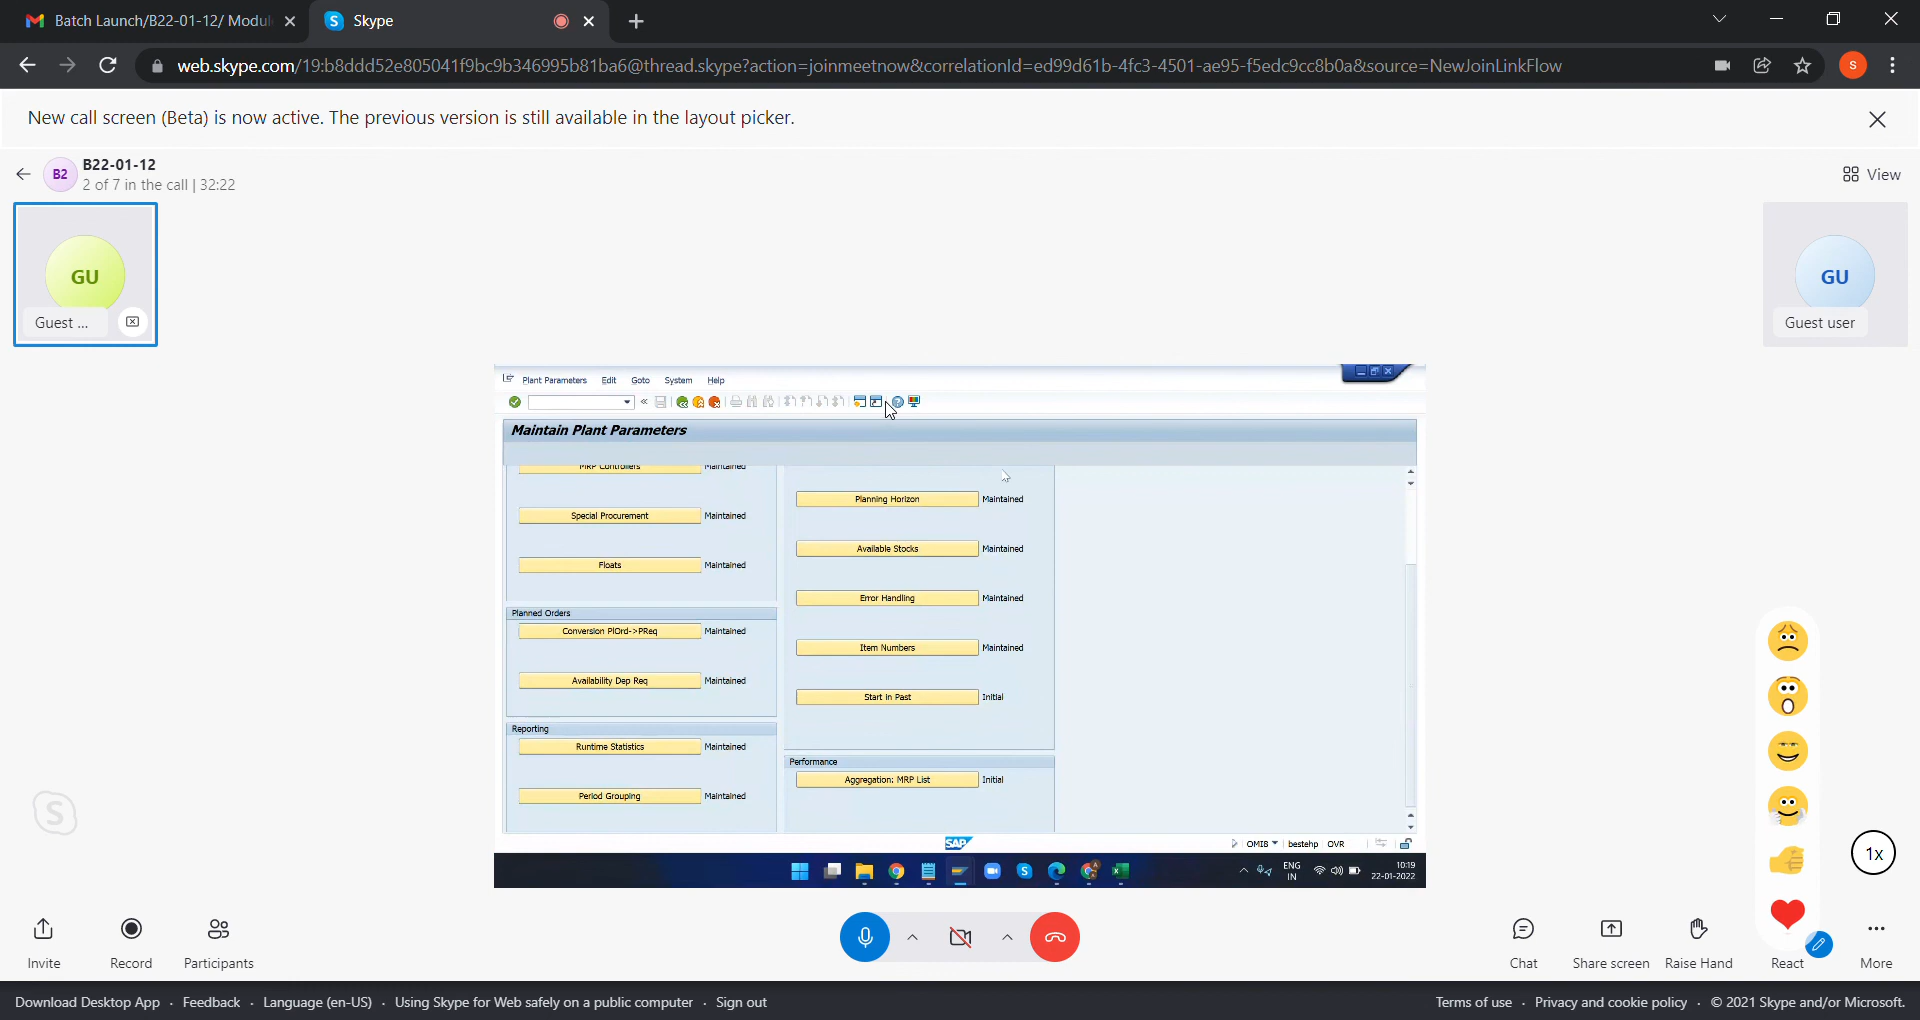 Batch Launch/B22-01-12/ Modul
Skype
web.skype.com/19:b8ddd52e805041f9bc9b346995b81ba6@thread.skype?action=joinmeetnow&correlationId=ed99d61b-4fc3-4501-ae95-f5edc9cc8b0a&source=NewJoinLinkFlow
S
New call screen (Beta) is now active. The previous version is still available in the layout picker.
B2
B22-01-12
2 of 7 in the call | 32:22
View
GU
Guest ...
GU
Guest user
Plant Parameters Edit Goto System Help
Maintain Plant Parameters
MRP Controllers Maintained
Planning Horizon Maintained
Special Procurement Maintained
Available Stocks Maintained
Floats Maintained
Error Handling Maintained
Planned Orders
Conversion PlOrd->PReq Maintained
Item Numbers Maintained
Availability Dep Req Maintained
Start in Past Initial
Reporting
Runtime Statistics Maintained
Performance
Aggregation: MRP List Initial
Period Grouping Maintained
SAP
OMIB bestehp OVR
ENG
IN
10:19
22-01-2022
1x
Invite
Record
Participants
Chat
Share screen
Raise Hand
React
More
Download Desktop App · Feedback · Language (en-US) · Using Skype for Web safely on a public computer · Sign out
Terms of use · Privacy and cookie policy · © 2021 Skype and/or Microsoft.